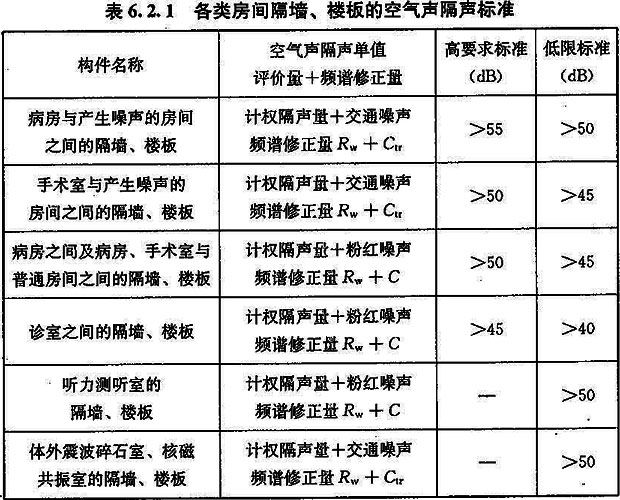 表6.2.1 各类房间隔墙、楼板的空气声隔声标准
构件名称
空气声隔声单值
评价量＋频谱修正量
高要求标准
(dB)
低限标准
(dB)
病房与产生噪声的房间
之间的隔墙、楼板
计权隔声量＋交通噪声
频谱修正量 Rw + Ctr
>55
>50
手术室与产生噪声的
房间之间的隔墙、楼板
计权隔声量＋交通噪声
频谱修正量 Rw + Ctr
>50
>45
病房之间及病房、手术室与
普通房间之间的隔墙、楼板
计权隔声量＋粉红噪声
频谱修正量 Rw + C
>50
>45
诊室之间的隔墙、楼板
计权隔声量＋粉红噪声
频谱修正量 Rw + C
>45
>40
听力测听室的
隔墙、楼板
计权隔声量＋粉红噪声
频谱修正量 Rw + C
—
>50
体外震波碎石室、核磁
共振室的隔墙、楼板
计权隔声量＋交通噪声
频谱修正量 Rw + Ctr
—
>50